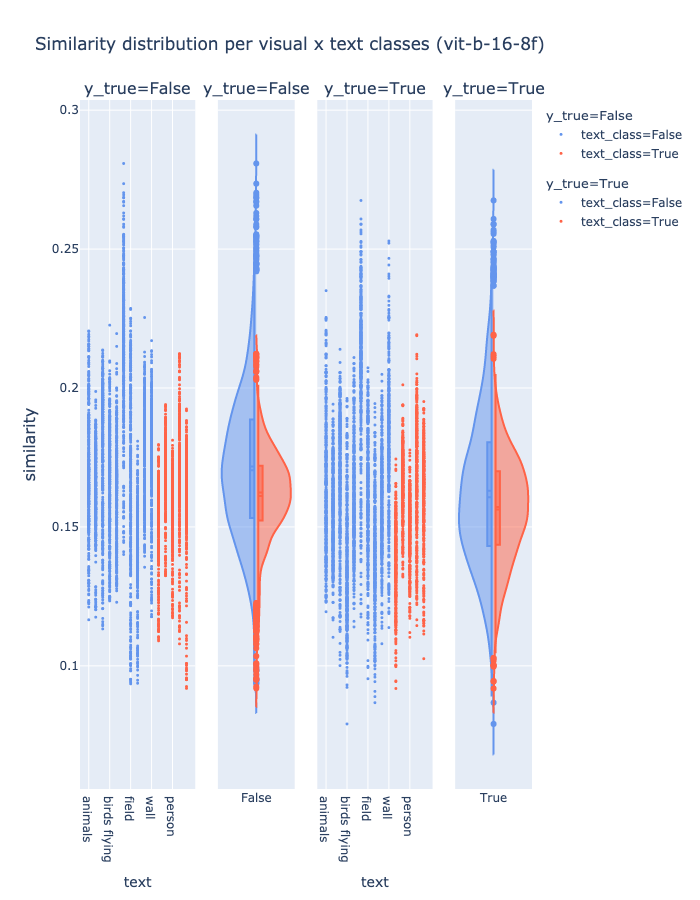 Similarity distribution per visual x text classes (vit-b-16-8f)
y_true=False
y_true=False
y_true=True
y_true=True
0.3
0.25
0.2
0.15
0.1
similarity
animals
birds flying
field
wall
person
text
False
animals
birds flying
field
wall
person
text
True
y_true=False
text_class=False
text_class=True
y_true=True
text_class=False
text_class=True